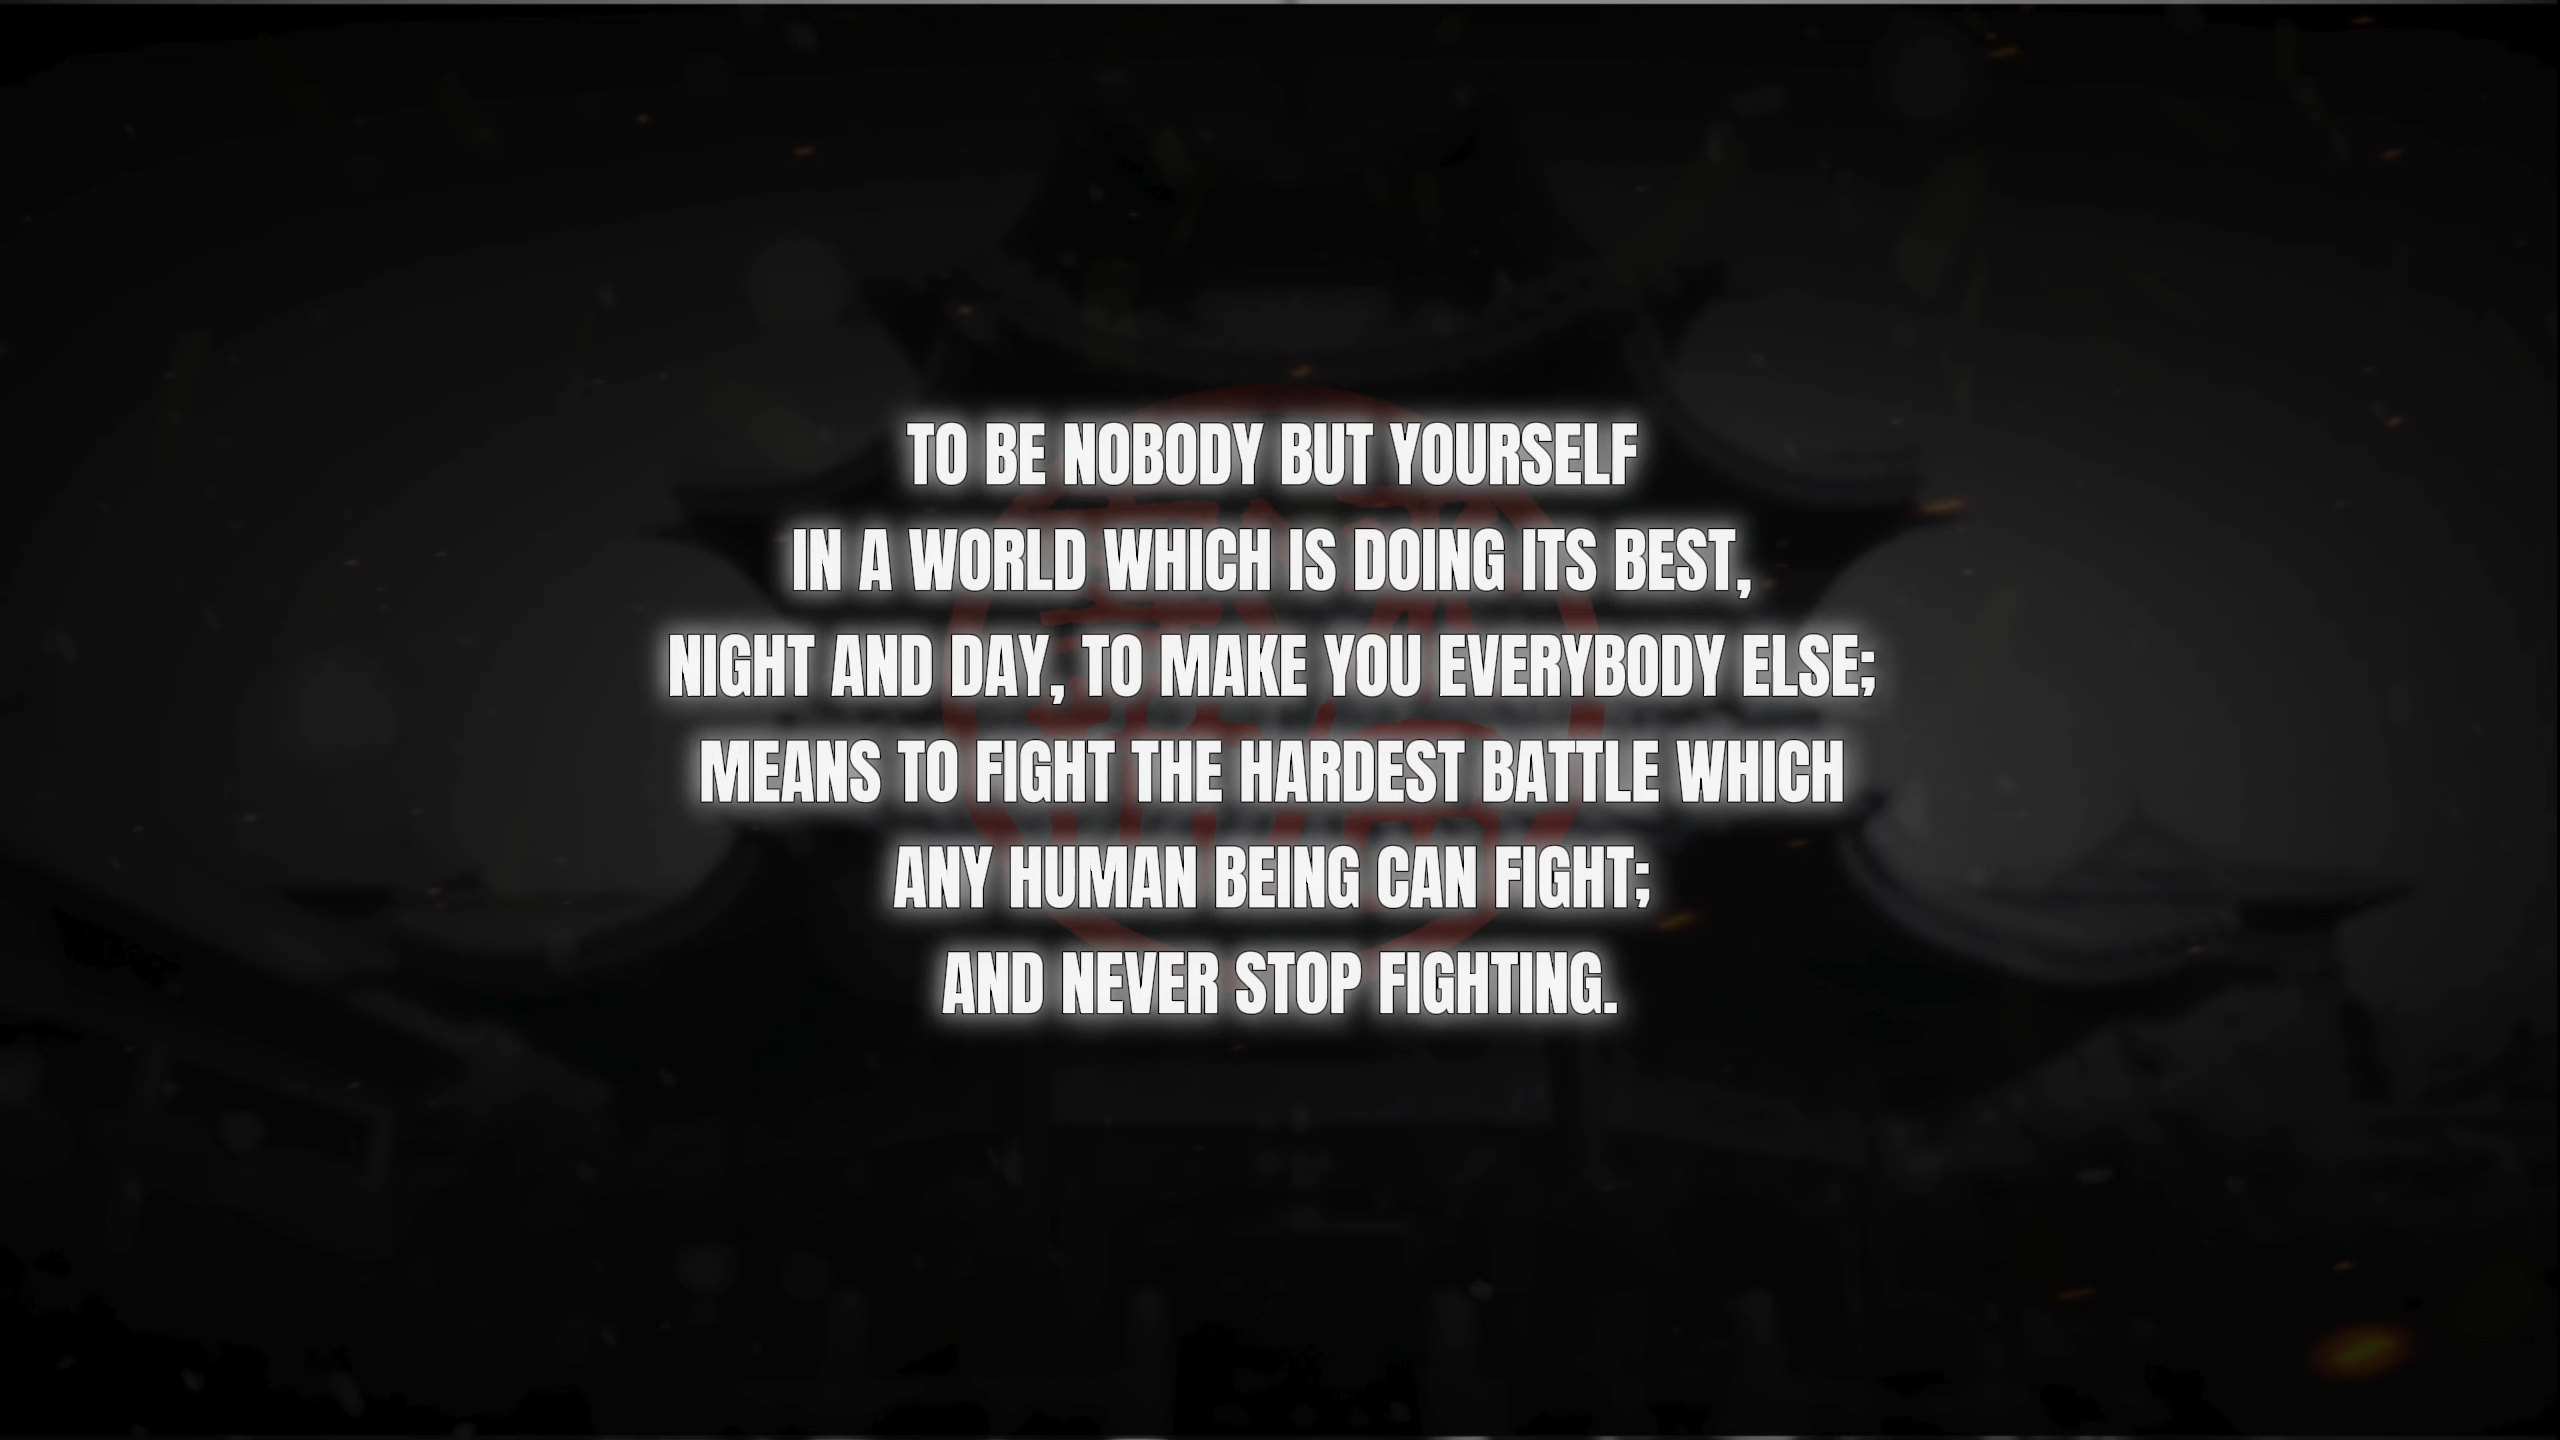 TO BE NOBODY BUT YOURSELF
IN A WORLD WHICH IS DOING ITS BEST,
NIGHT AND DAY, TO MAKE YOU EVERYBODY ELSE;
MEANS TO FIGHT THE HARDEST BATTLE WHICH
ANY HUMAN BEING CAN FIGHT;
AND NEVER STOP FIGHTING.